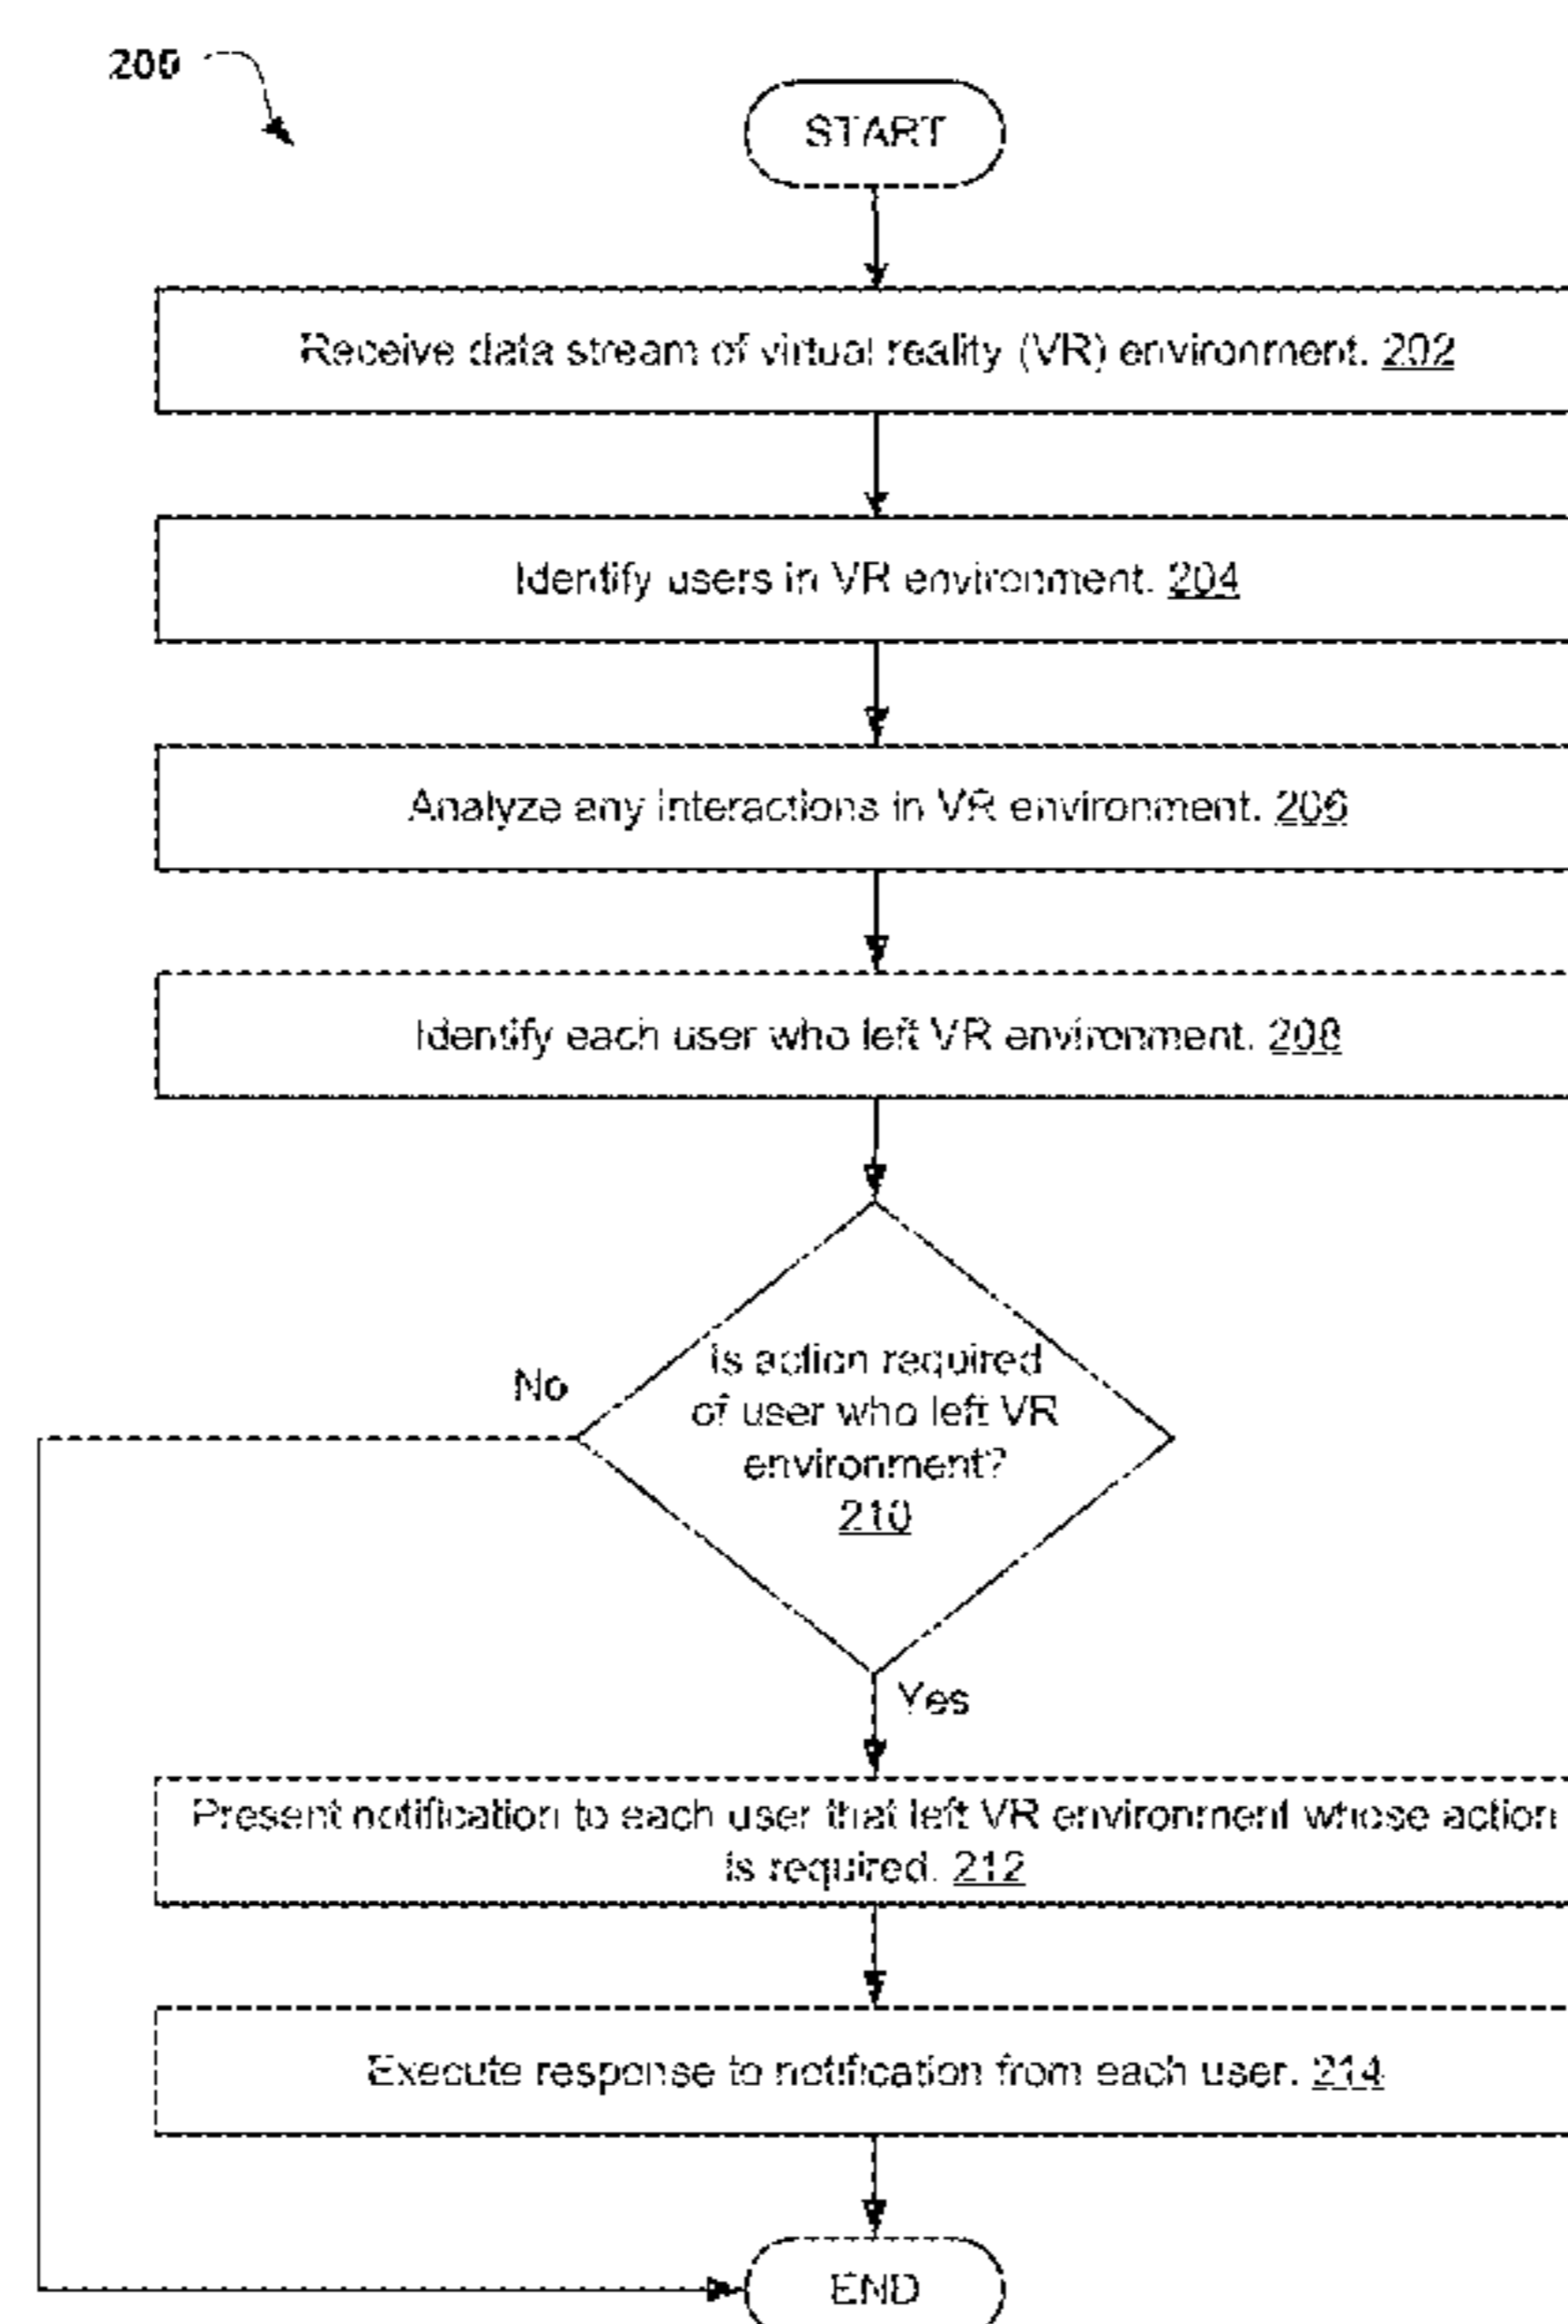 200
START
Receive data stream of virtual reality (VR) environment. 202
Identify users in VR environment. 204
Analyze any interactions in VR environment. 206
Identify each user who left VR environment. 208
Is action required
of user who left VR
environment?
210
No
Yes
Present notification to each user that left VR environment whose action
is required. 212
Execute response to notification from each user. 214
END